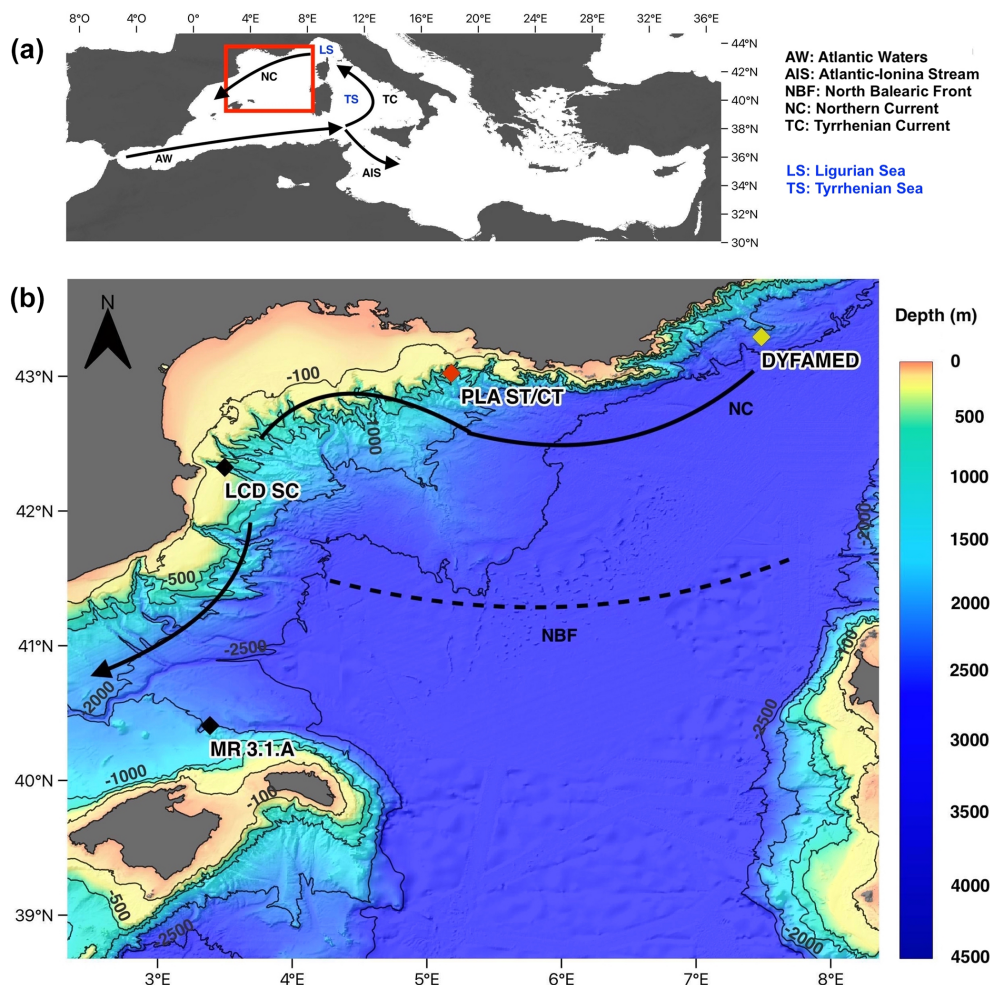 8°O 4°O 0° 4°E 8°E 12°E 16°E 20°E 24°E 28°E 32°E 36°E
(a)
LS
44°N
NC
42°N
TS
TC
40°N
38°N
AW
AIS
36°N
34°N
32°N
30°N
AW: Atlantic Waters
AIS: Atlantic-Ionina Stream
NBF: North Balearic Front
NC: Northern Current
TC: Tyrrhenian Current
LS: Ligurian Sea
TS: Tyrrhenian Sea
(b)
N
DYFAMED
43°N
-100
PLA ST/CT
NC
1000
LCD SC
42°N
-2000
500
NBF
41°N
-2500
100
2000
-2500
MR 3.1.A
-1000
40°N
-100
500
39°N
-2500
-2000
3°E 4°E 5°E 6°E 7°E 8°E
Depth (m)
0
500
1000
1500
2000
2500
3000
3500
4000
4500